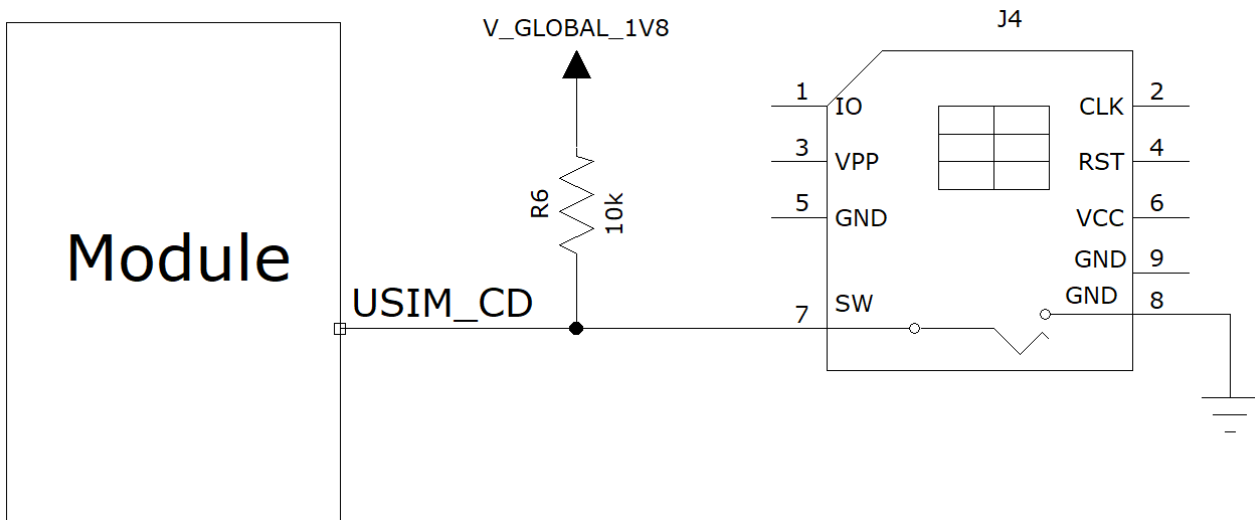 J4
V_GLOBAL_1V8
1
IO
CLK
2
3
VPP
RST
4
R6
10k
5
GND
VCC
6
Module
GND
9
USIM_CD
7
SW
GND
8